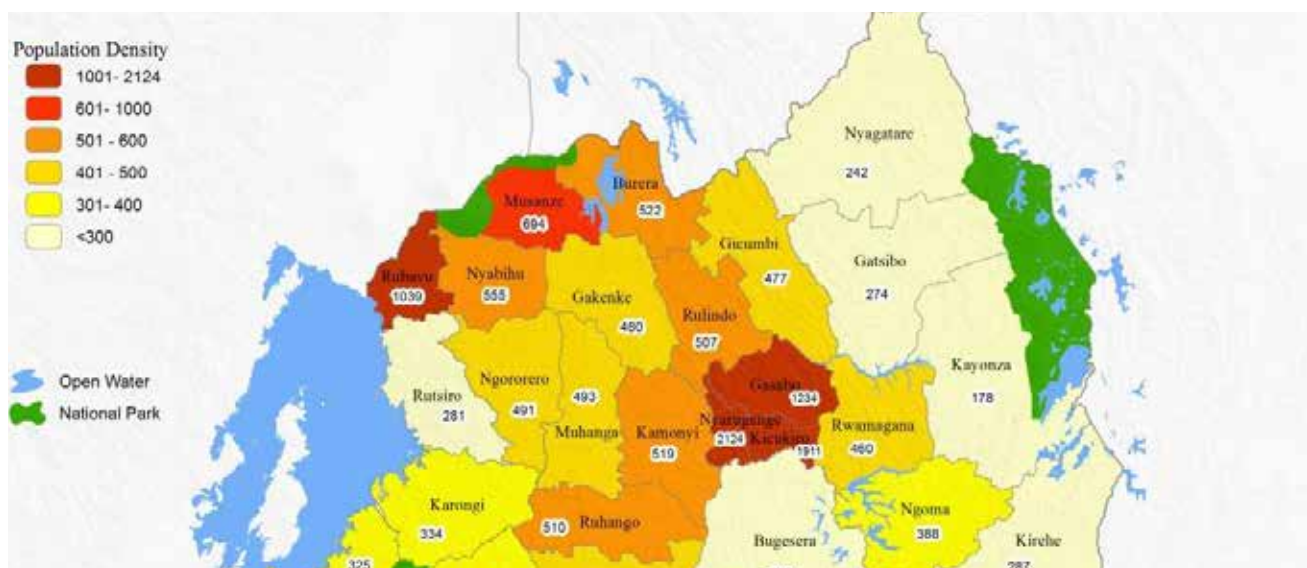 Population Density
1001- 2124
601- 1000
501 - 600
401 - 500
301- 400
<300
Open Water
National Park
Nyagatare
242
Burera
522
Musanze
694
Gicumbi
477
Gatsibo
274
Rubavu
1039
Nyabihu
555
Gakenke
460
Rulindo
507
Kayonza
178
Gasabo
1234
Ngororero
491
493
Muhanga
Rutsiro
281
Kamonyi
519
Nyarugenge
2124
Kicukiro
1911
Rwamagana
460
Karongi
334
Ruhango
510
Ngoma
388
Bugesera
Kirehe
287
325